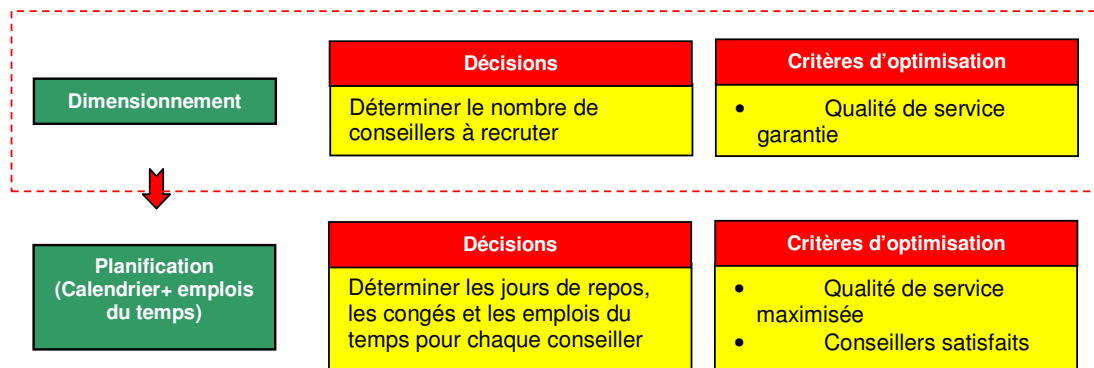 Dimensionnement
Décisions
Déterminer le nombre de
conseillers à recruter
Critères d'optimisation
• Qualité de service
garantie
Planification
(Calendrier+ emplois
du temps)
Décisions
Déterminer les jours de repos,
les congés et les emplois du
temps pour chaque conseiller
Critères d'optimisation
• Qualité de service
maximisée
• Conseillers satisfaits